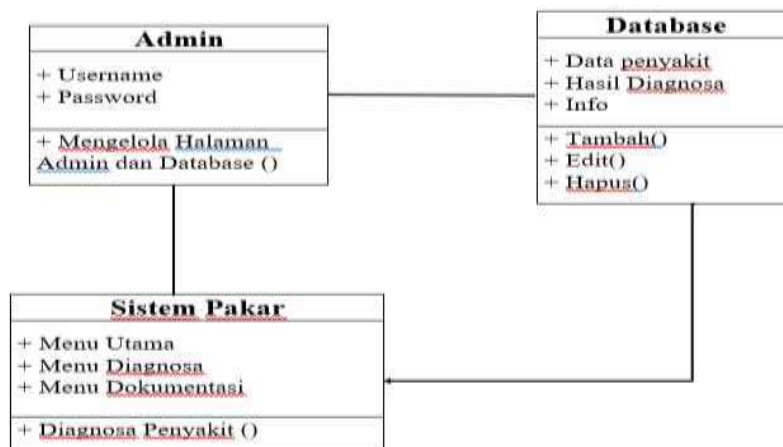 Admin
+ Username
+ Password
+ Mengelola Halaman
Admin dan Database ()
Database
+ Data penyakit
+ Hasil Diagnosa
+ Info
+ Tambah()
+ Edit()
+ Hapus()
Sistem Pakar
+ Menu Utama
+ Menu Diagnosa
+ Menu Dokumentasi
+ Diagnosa Penyakit ()